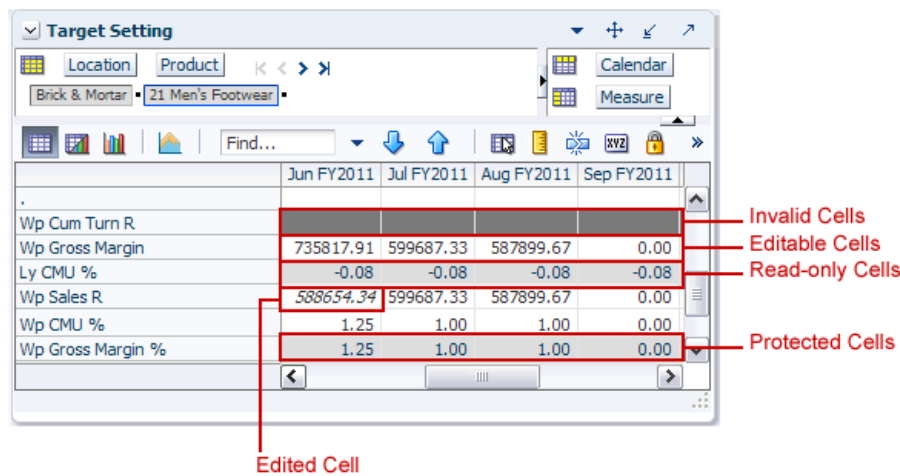 Target Setting
Location Product Calendar
Brick & Mortar 21 Men's Footwear Measure
Find... XYZ
Jun FY2011 Jul FY2011 Aug FY2011 Sep FY2011
.
Wp Cum Turn R Invalid Cells
Wp Gross Margin 735817.91 599687.33 587899.67 0.00 Editable Cells
Ly CMU % -0.08 -0.08 -0.08 -0.08 Read-only Cells
Wp Sales R 588654.34 599687.33 587899.67 0.00
Wp CMU % 1.25 1.00 1.00 0.00
Wp Gross Margin % 1.25 1.00 1.00 0.00 Protected Cells
Edited Cell